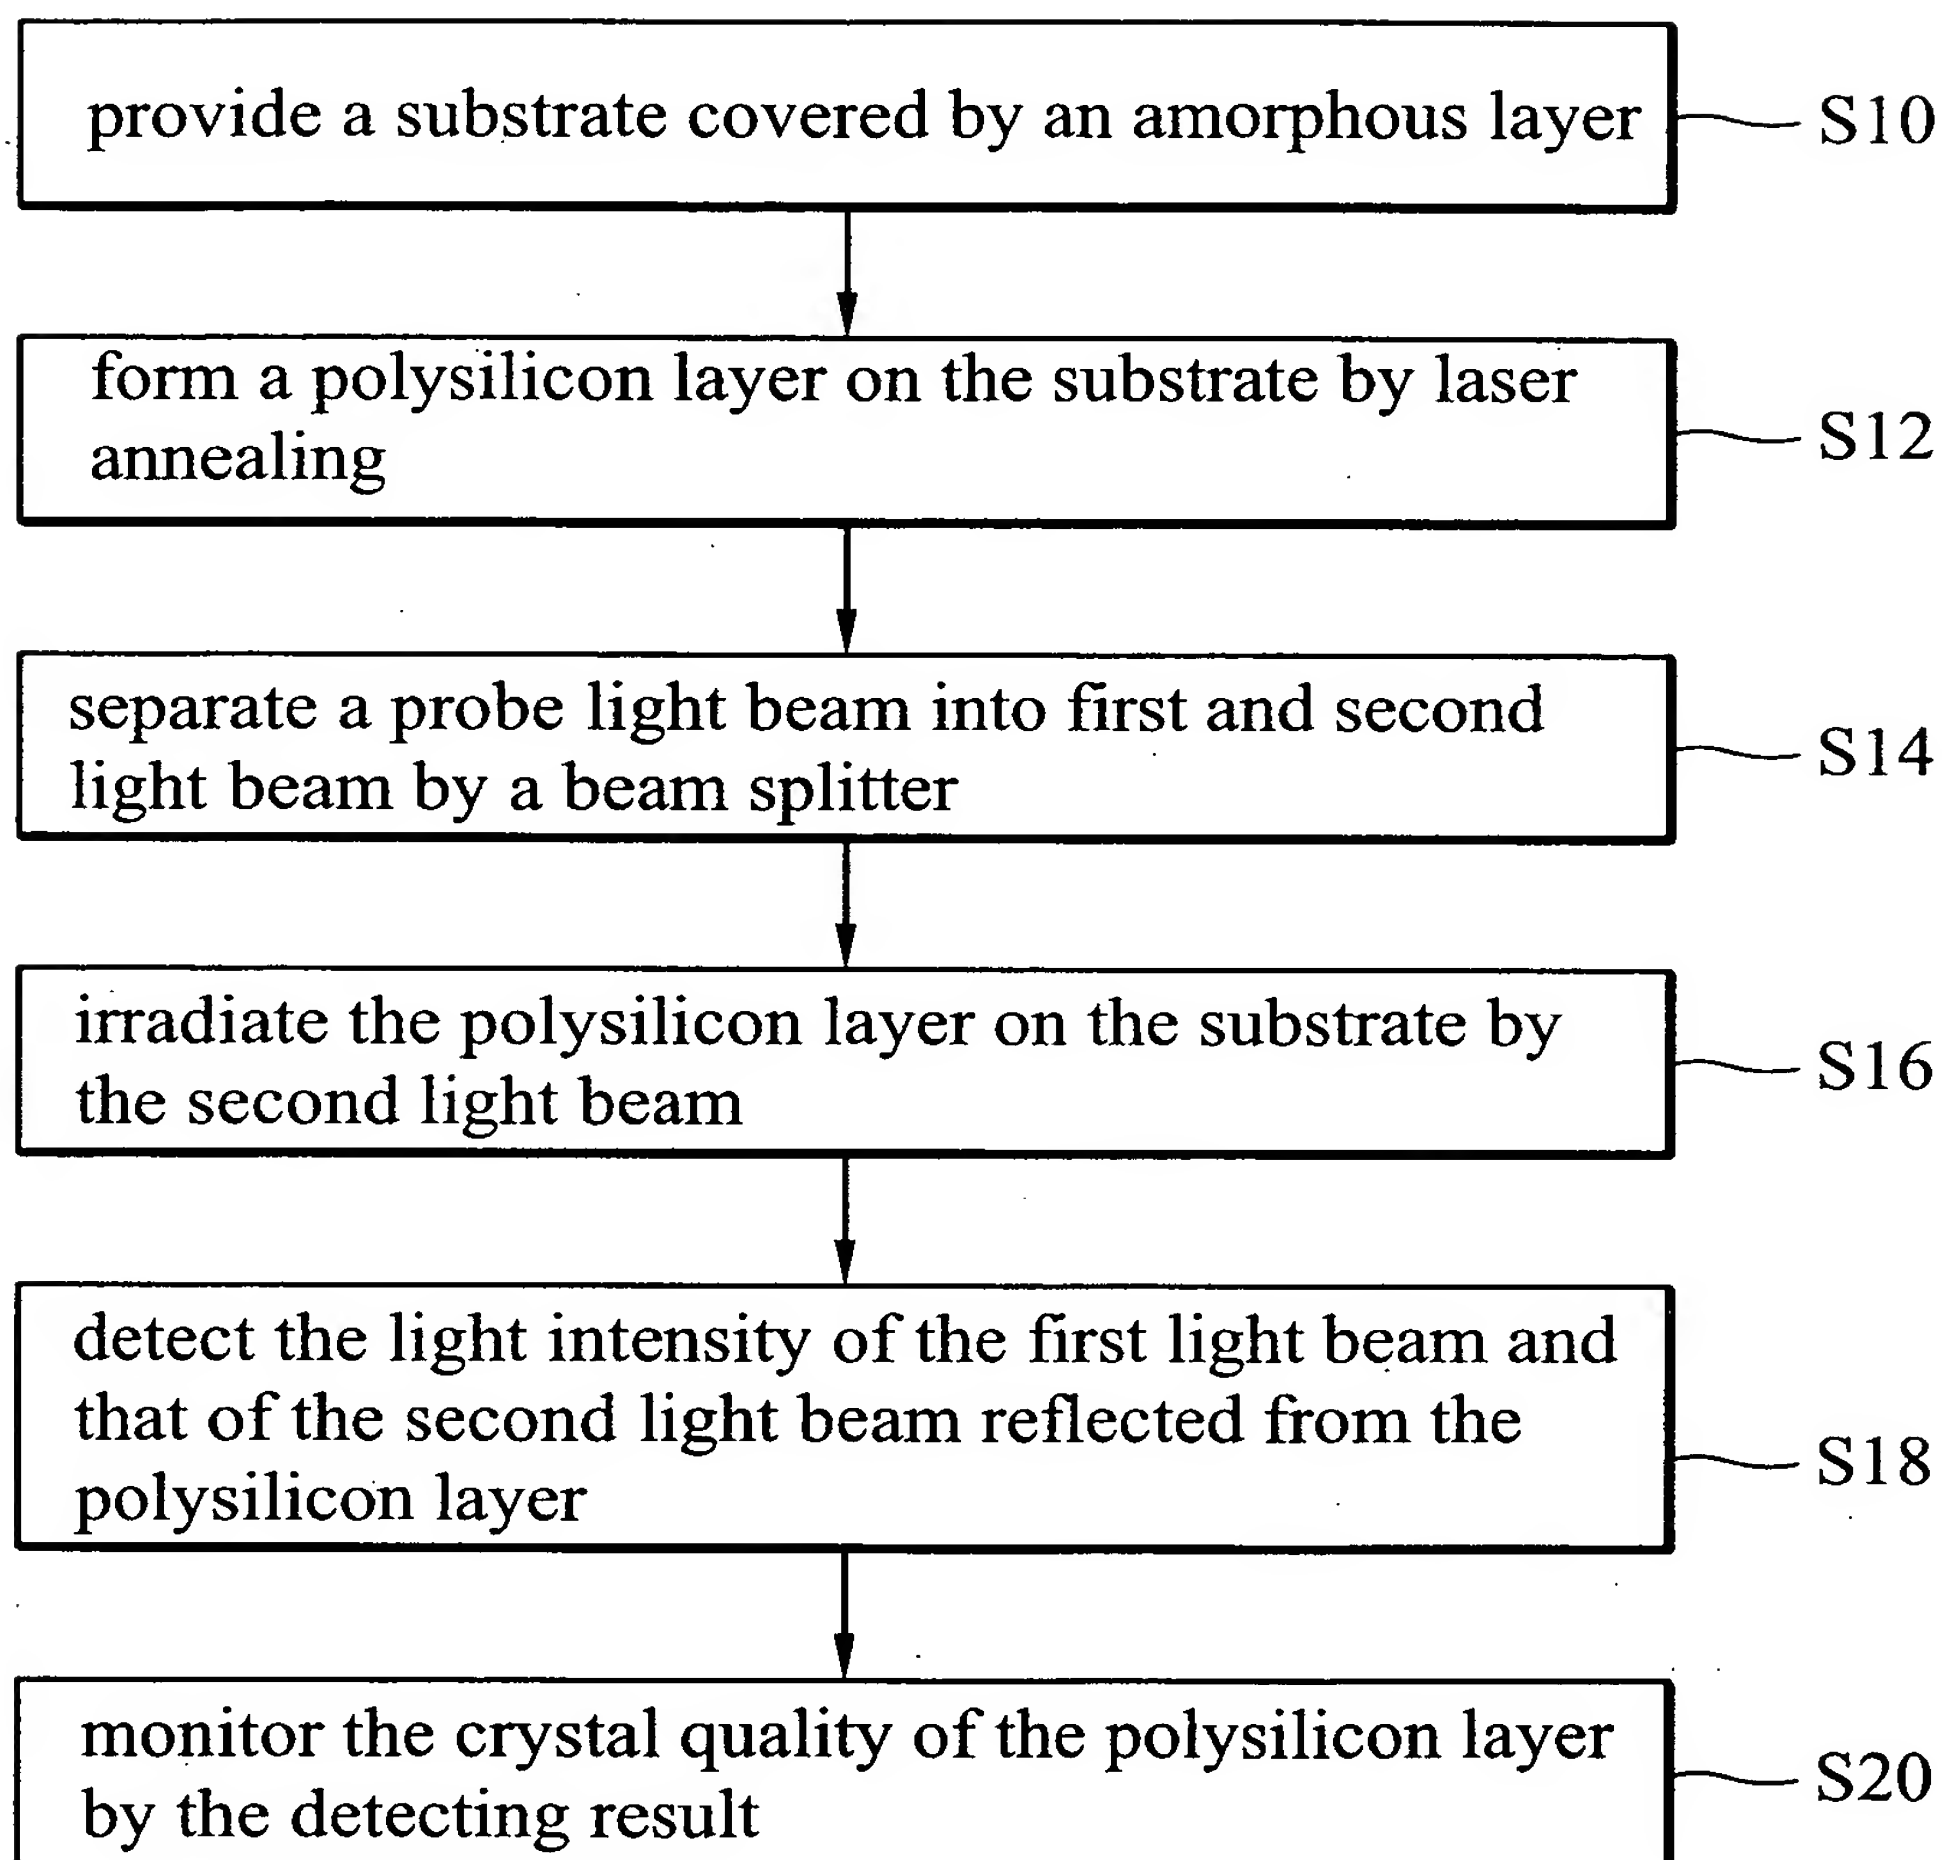 provide a substrate covered by an amorphous layer
S10
form a polysilicon layer on the substrate by laser
annealing
S12
separate a probe light beam into first and second
light beam by a beam splitter
S14
irradiate the polysilicon layer on the substrate by
the second light beam
S16
detect the light intensity of the first light beam and
that of the second light beam reflected from the
polysilicon layer
S18
monitor the crystal quality of the polysilicon layer
by the detecting result
S20